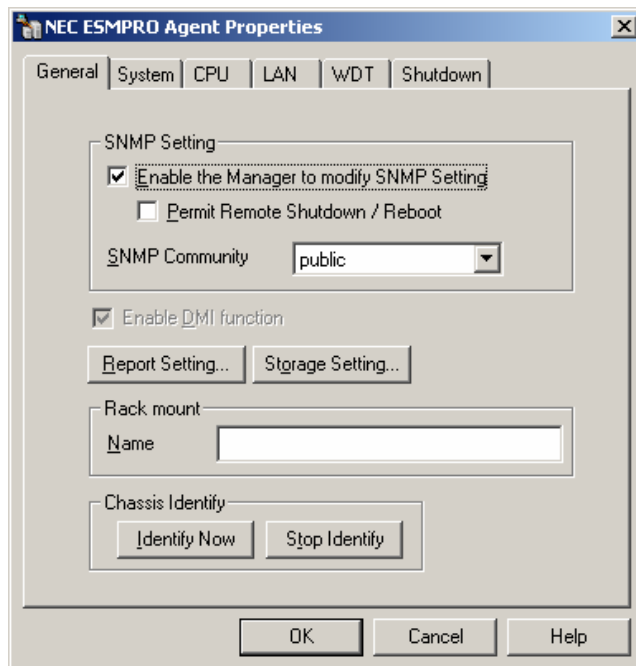 NEC ESMPRO Agent Properties
General System CPU LAN WDT Shutdown
SNMP Setting
Enable the Manager to modify SNMP Setting
Permit Remote Shutdown / Reboot
SNMP Community public
Enable DMI function
Report Setting... Storage Setting...
Rack mount
Name
Chassis Identify
Identify Now Stop Identify
OK Cancel Help